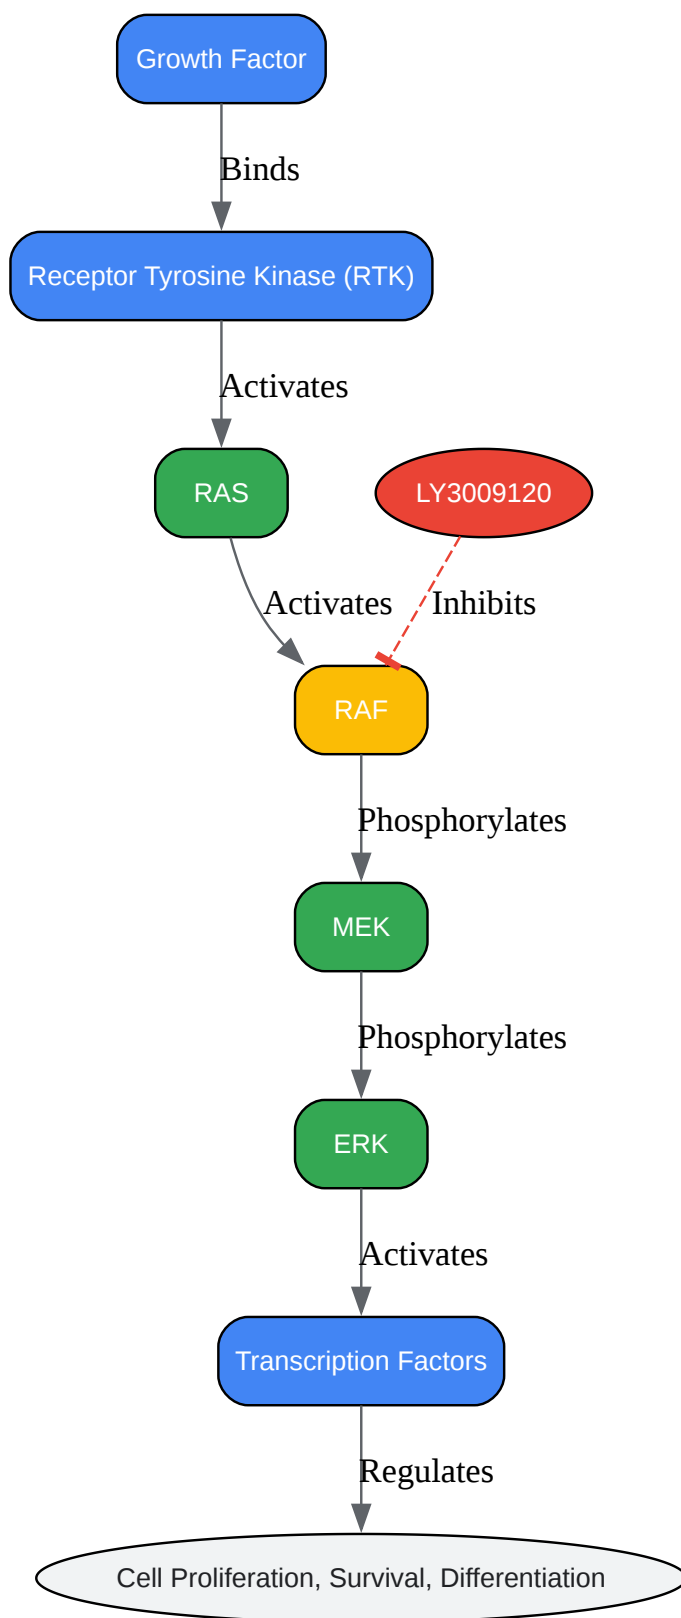 Growth Factor
Binds
Receptor Tyrosine Kinase (RTK)
Activates
RAS
LY3009120
Activates
Inhibits
RAF
Phosphorylates
MEK
Phosphorylates
ERK
Activates
Transcription Factors
Regulates
Cell Proliferation, Survival, Differentiation